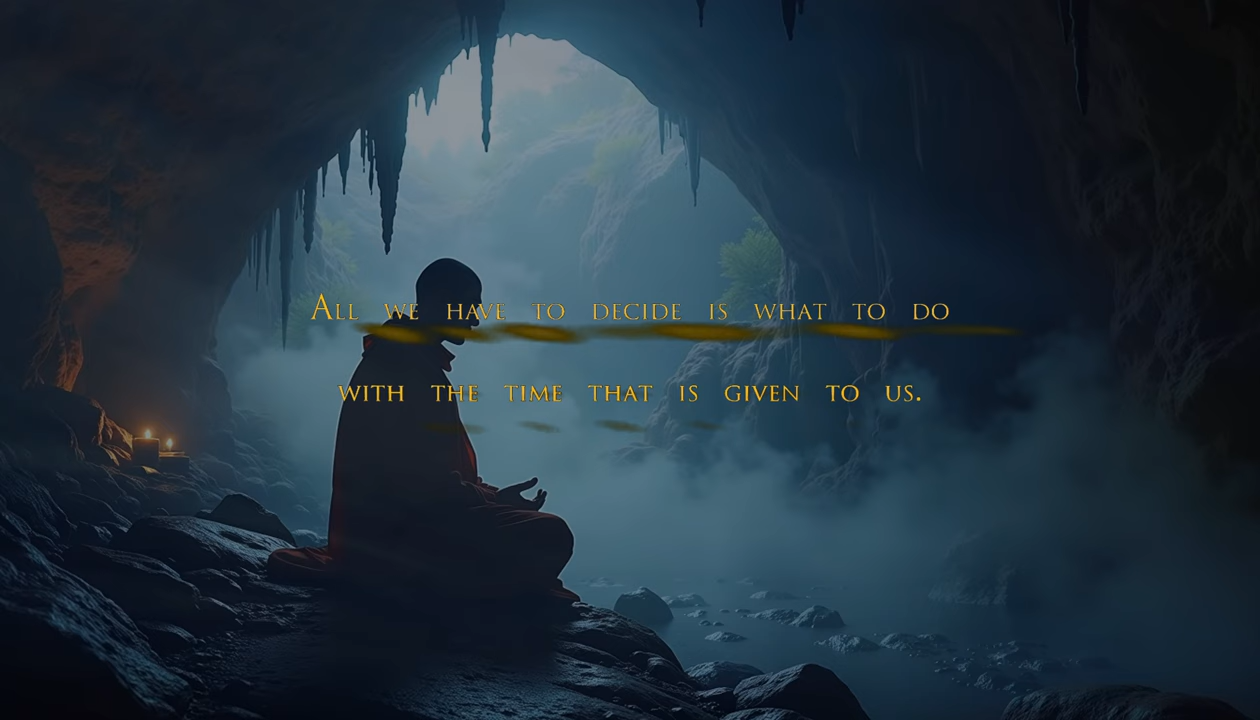 All we have to decide is what to do
with the time that is given to us.